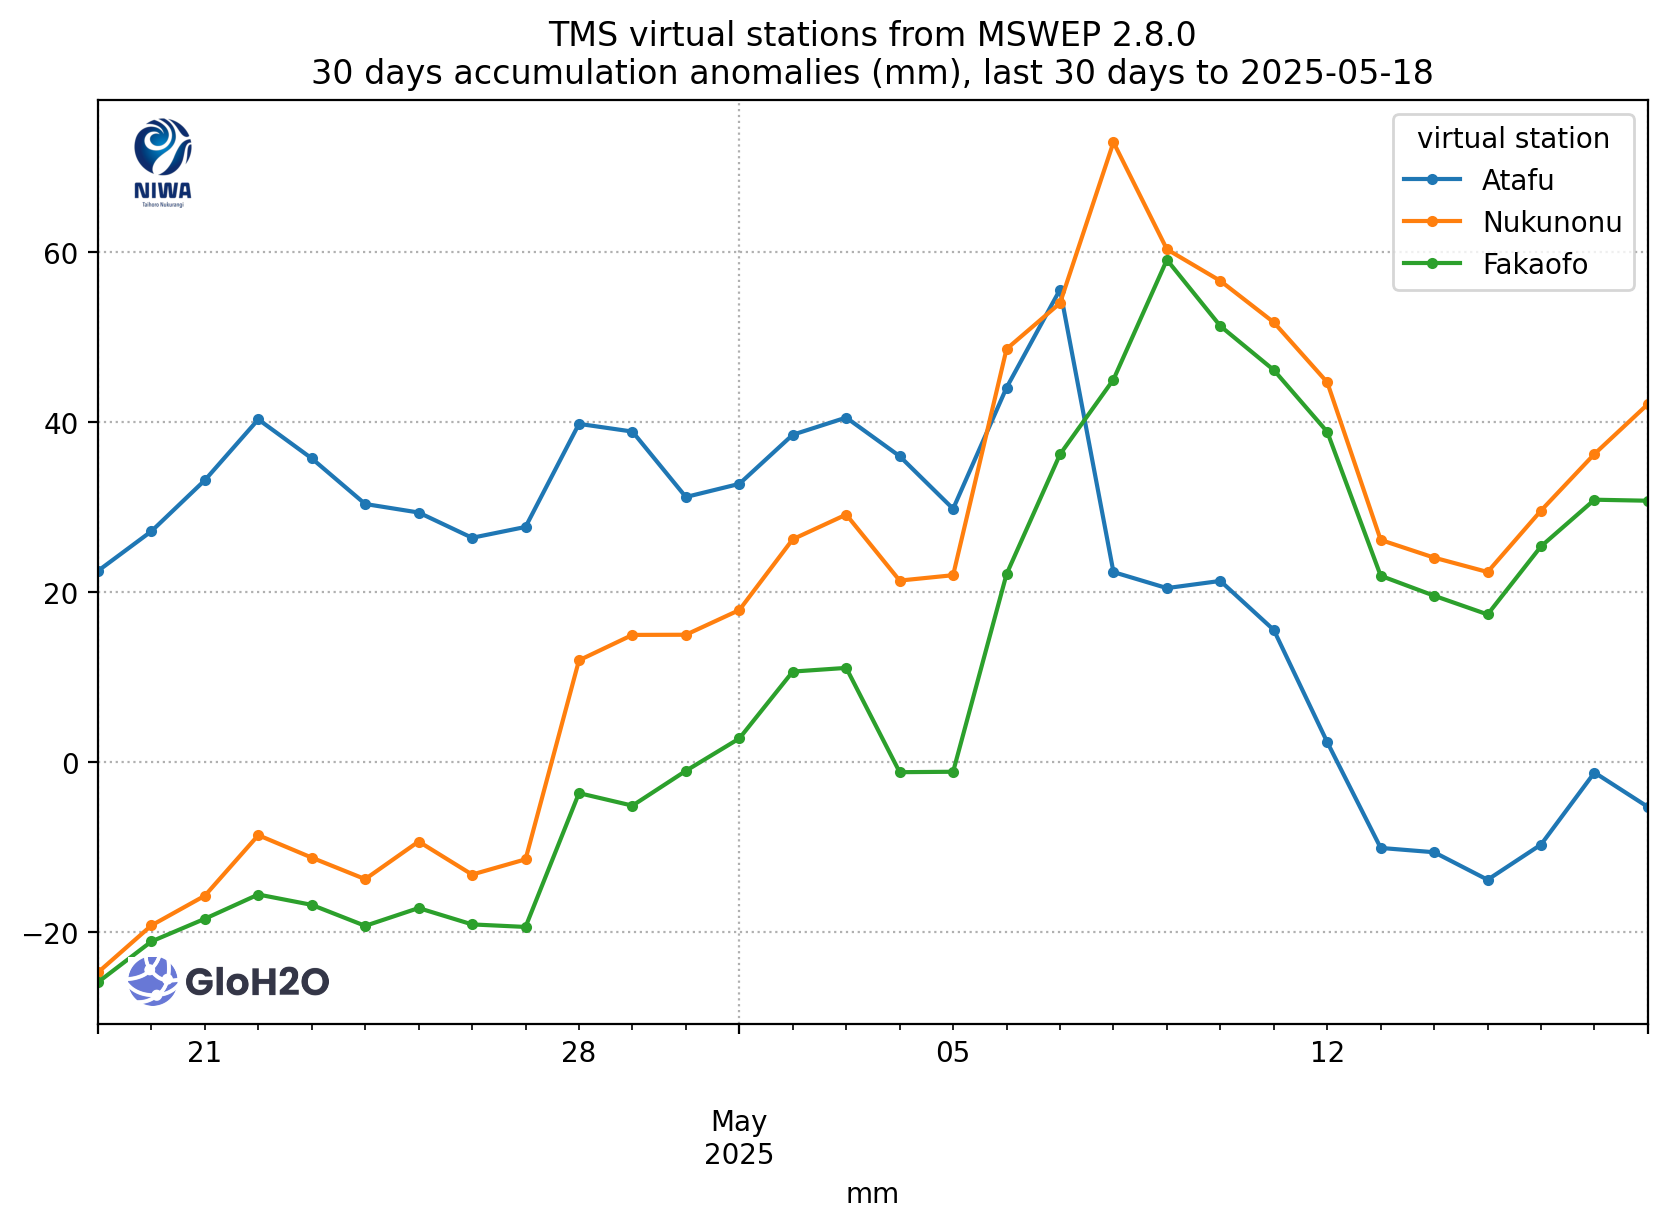 TMS virtual stations from MSWEP 2.8.0
30 days accumulation anomalies (mm), last 30 days to 2025-05-18
NIWA
Taihoro Nukurangi
virtual station
Atafu
Nukunonu
Fakaofo
60
40
20
0
−20
GloH2O
21
28
05
12
May
2025
mm